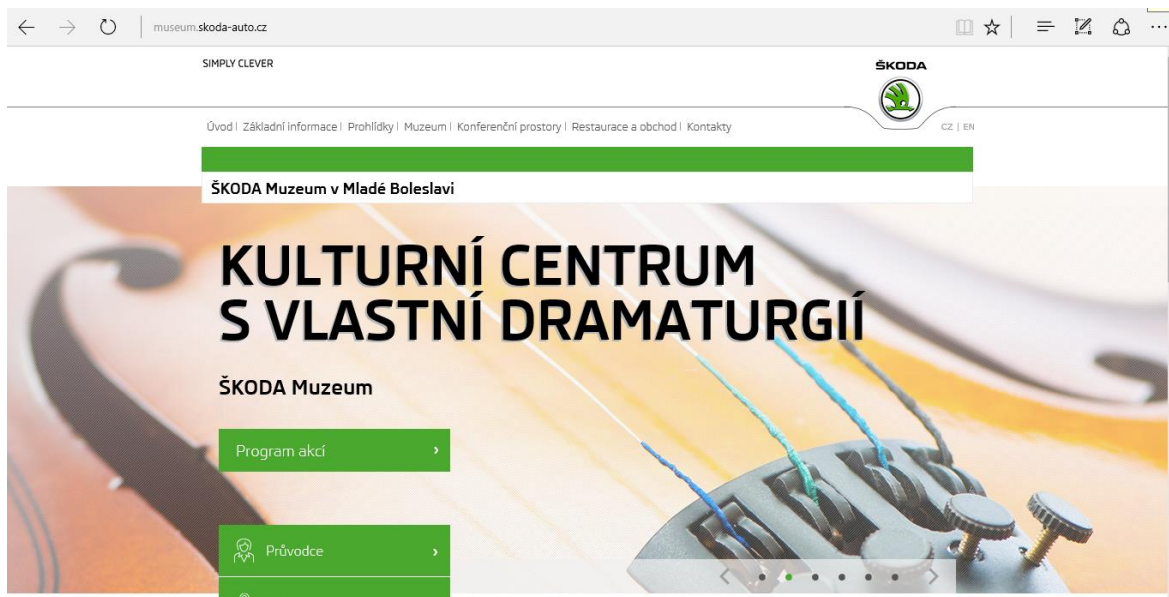 museum.skoda-auto.cz
SIMPLY CLEVER
ŠKODA
Úvod | Základní informace | Prohlídky | Muzeum | Konferenční prostory | Restaurace a obchod | Kontakty
CZ | EN
ŠKODA Muzeum v Mladé Boleslavi
KULTURNÍ CENTRUM
S VLASTNÍ DRAMATURGIÍ
ŠKODA Muzeum
Program akcí
Průvodce